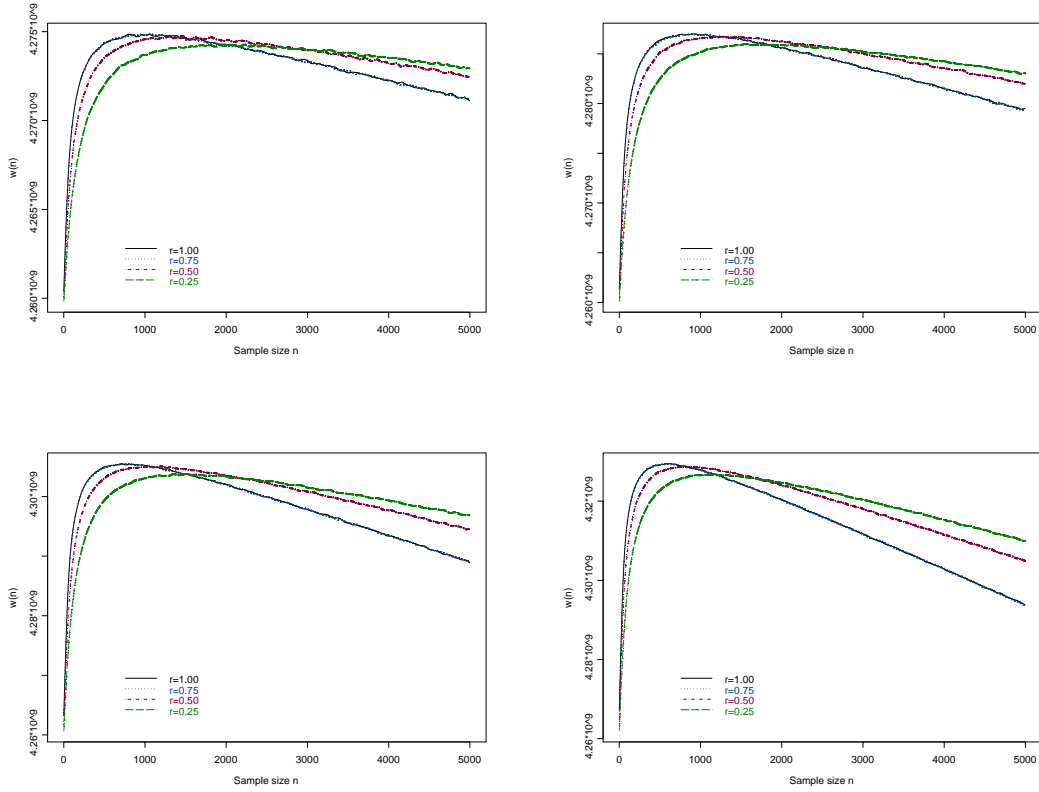 w(n)
4.260*10^9
4.265*10^9
4.270*10^9
4.275*10^9
r=1.00
r=0.75
r=0.50
r=0.25
0
1000
2000
3000
4000
5000
Sample size n
w(n)
4.260*10^9
4.270*10^9
4.280*10^9
r=1.00
r=0.75
r=0.50
r=0.25
0
1000
2000
3000
4000
5000
Sample size n
w(n)
4.26*10^9
4.28*10^9
4.30*10^9
r=1.00
r=0.75
r=0.50
r=0.25
0
1000
2000
3000
4000
5000
Sample size n
w(n)
4.26*10^9
4.28*10^9
4.30*10^9
4.32*10^9
r=1.00
r=0.75
r=0.50
r=0.25
0
1000
2000
3000
4000
5000
Sample size n